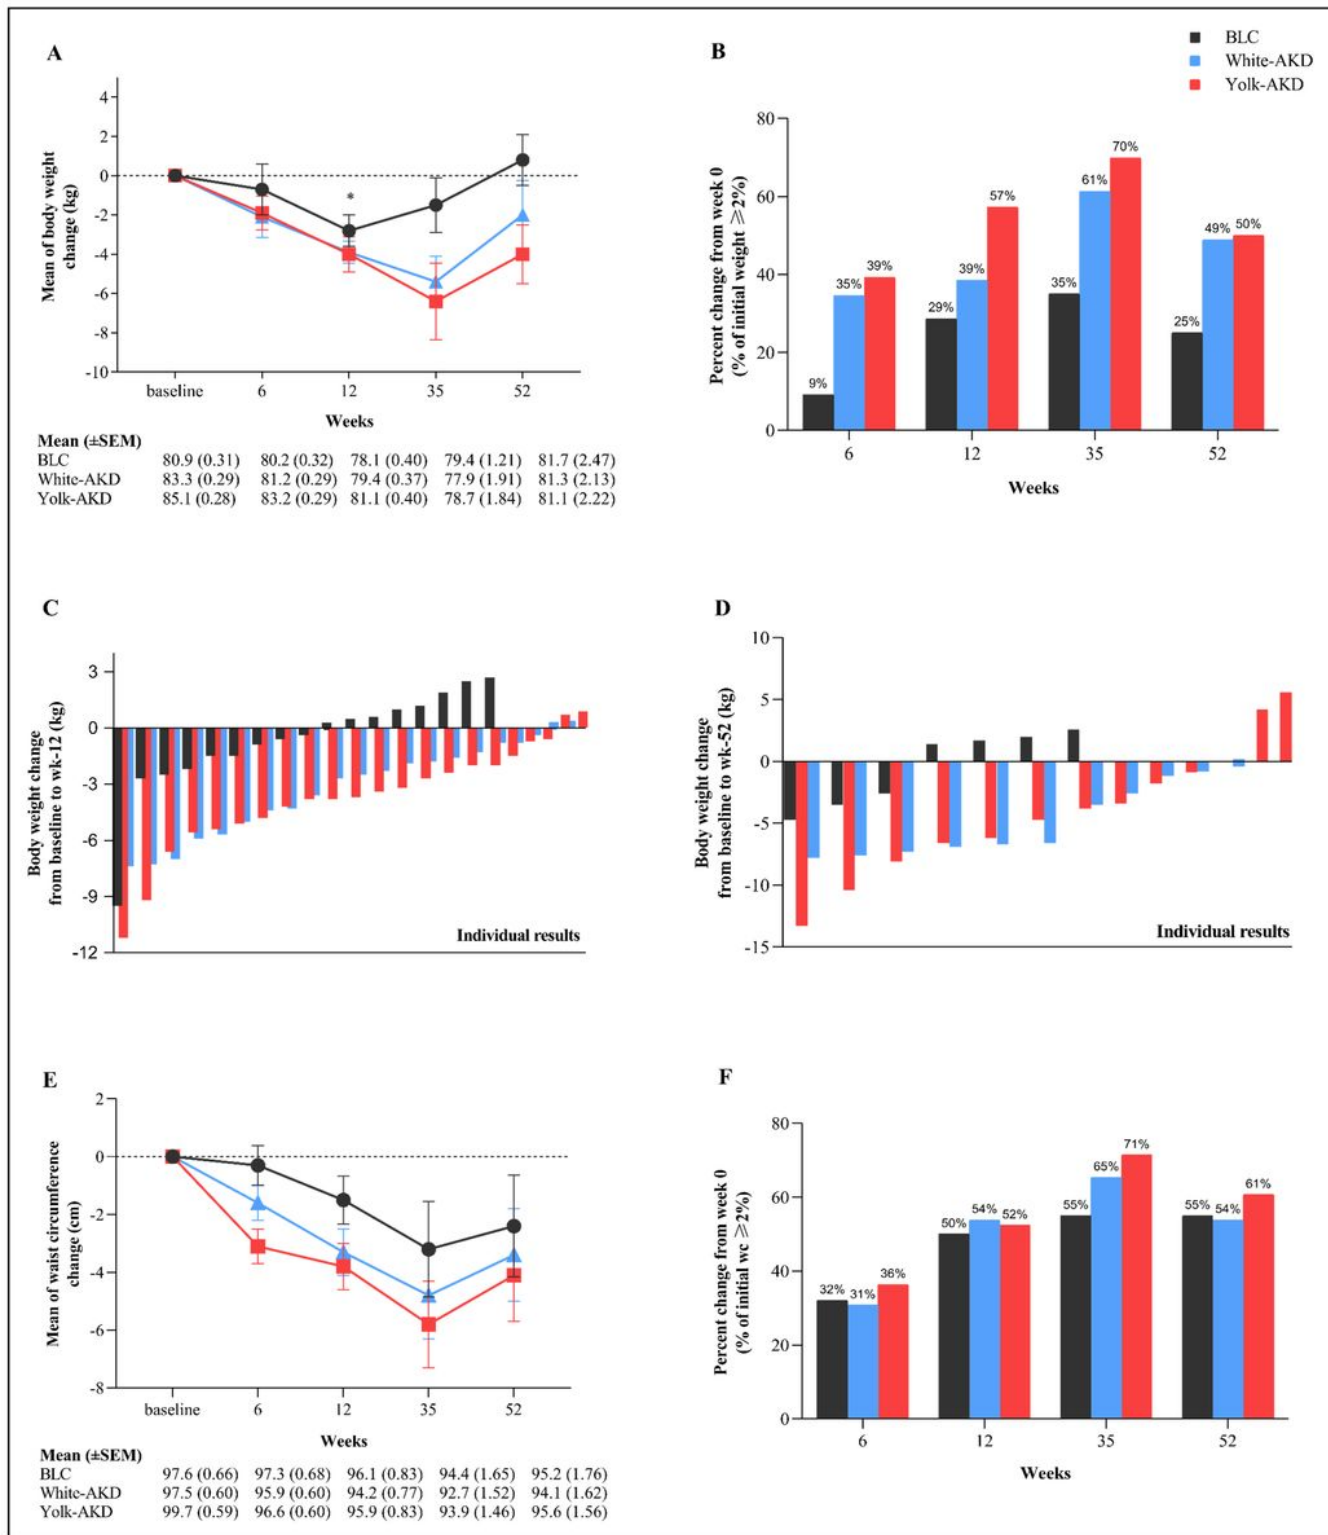 A
Mean of body weight
change (kg)
4
2
0
-2
-4
-6
-8
-10
*
baseline 6 12 35 52
Weeks
Mean (±SEM)
BLC 80.9 (0.31) 80.2 (0.32) 78.1 (0.40) 79.4 (1.21) 81.7 (2.47)
White-AKD 83.3 (0.29) 81.2 (0.29) 79.4 (0.37) 77.9 (1.91) 81.3 (2.13)
Yolk-AKD 85.1 (0.28) 83.2 (0.29) 81.1 (0.40) 78.7 (1.84) 81.1 (2.22)
B
BLC
White-AKD
Yolk-AKD
Percent change from week 0
(% of initial weight ⩾2%)
80
60
40
20
0
9% 35% 39%
29% 39% 57%
35% 61% 70%
25% 49% 50%
6 12 35 52
Weeks
C
Body weight change
from baseline to wk-12 (kg)
3
0
-3
-6
-9
-12
Individual results
D
Body weight change
from baseline to wk-52 (kg)
10
5
0
-5
-10
-15
Individual results
E
Mean of waist circumference
change (cm)
2
0
-2
-4
-6
-8
baseline 6 12 35 52
Weeks
Mean (±SEM)
BLC 97.6 (0.66) 97.3 (0.68) 96.1 (0.83) 94.4 (1.65) 95.2 (1.76)
White-AKD 97.5 (0.60) 95.9 (0.60) 94.2 (0.77) 92.7 (1.52) 94.1 (1.62)
Yolk-AKD 99.7 (0.59) 96.6 (0.60) 95.9 (0.83) 93.9 (1.46) 95.6 (1.56)
F
Percent change from week 0
(% of initial wc ⩾2%)
80
60
40
20
0
32% 31% 36%
50% 54% 52%
55% 65% 71%
55% 54% 61%
6 12 35 52
Weeks